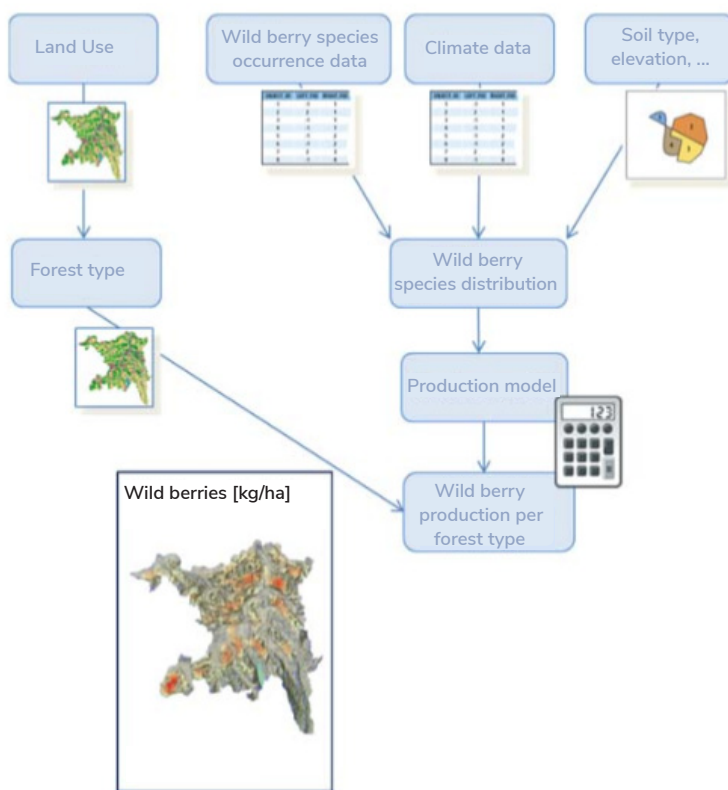 Land Use
Wild berry species
occurrence data
Climate data
Soil type,
elevation, ...
Forest type
Wild berry
species distribution
Production model
123
Wild berries [kg/ha]
Wild berry
production per
forest type